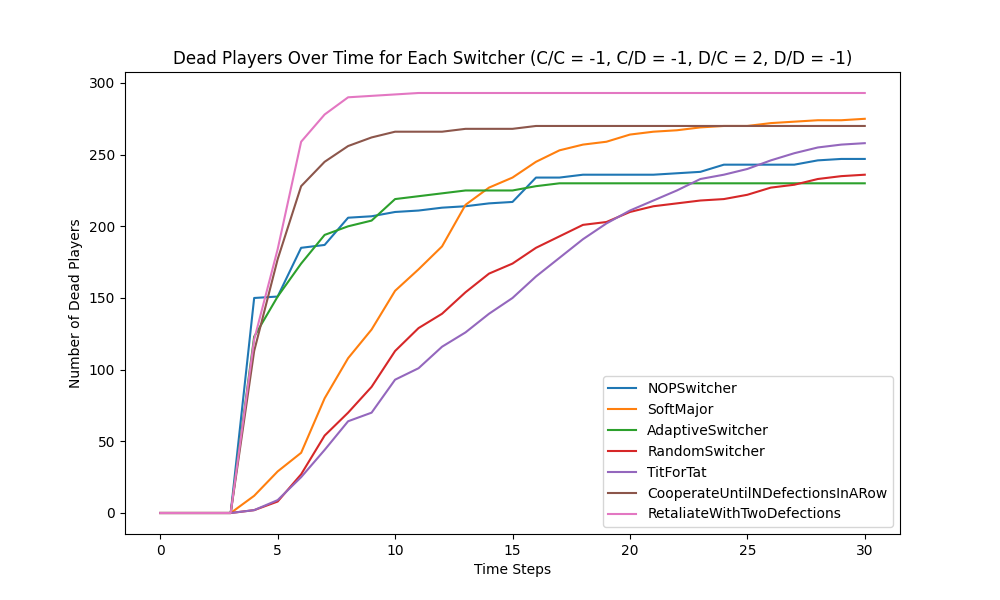 Dead Players Over Time for Each Switcher (C/C = -1, C/D = -1, D/C = 2, D/D = -1)
300
250
200
150
100
50
0
Number of Dead Players
NOPSwitcher
SoftMajor
AdaptiveSwitcher
RandomSwitcher
TitForTat
CooperateUntilNDefectionsInARow
RetaliateWithTwoDefections
0 5 10 15 20 25 30
Time Steps